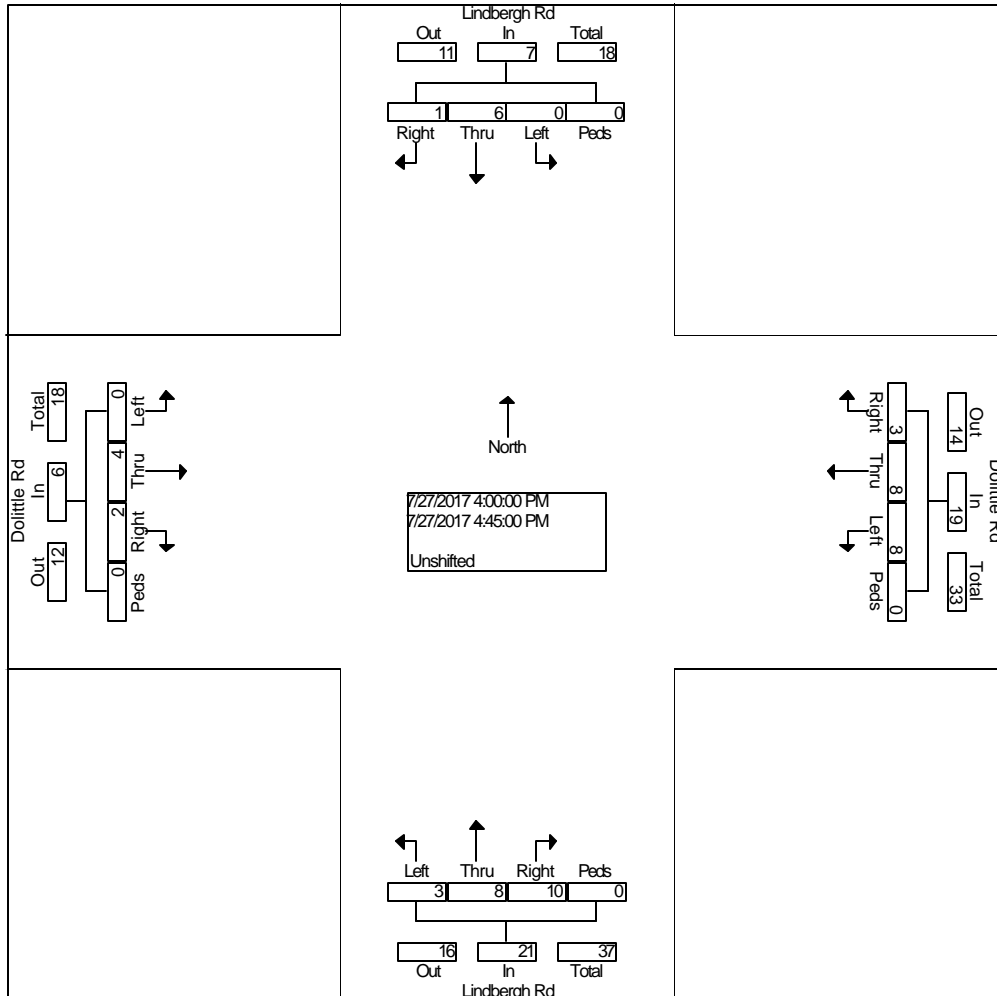 Lindbergh Rd
Out In Total
11 7 18
1 6 0 0
Right Thru Left Peds
Dolittle Rd
Total In Out
18 6 12
0 4 2 0
Left Thru Right Peds
North
7/27/2017 4:00:00 PM
7/27/2017 4:45:00 PM
Unshifted
Right Thru Left Peds
3 8 8 0
Out In Total
14 19 33
Dolittle Rd
Left Thru Right Peds
3 8 10 0
16 21 37
Out In Total
Lindbergh Rd